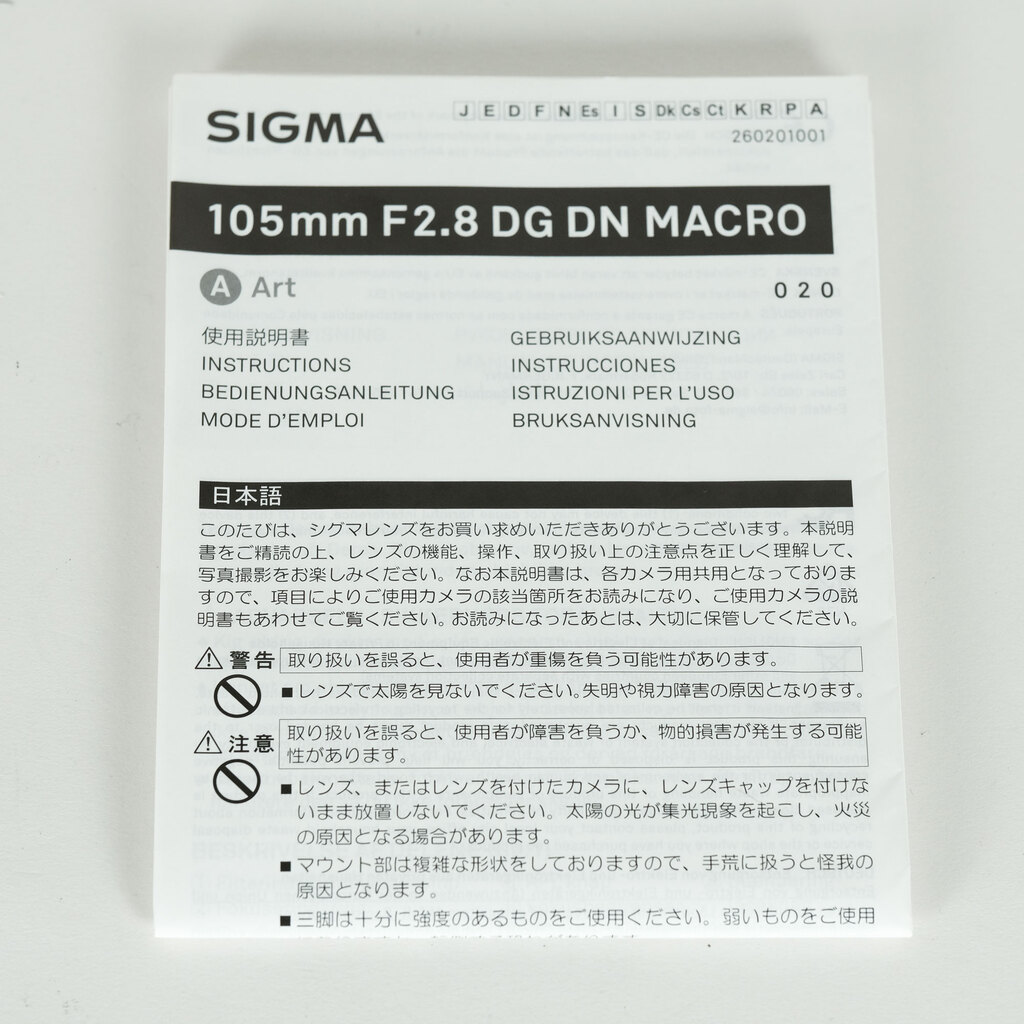 SIGMA
J E D F N Es I S Dk Cs Ct K R P A
260201001
105mm F2.8 DG DN MACRO
A Art
020
使用説明書
INSTRUCTIONS
BEDIENUNGSANLEITUNG
MODE D'EMPLOI
GEBRUIKSAANWIJZING
INSTRUCCIONES
ISTRUZIONI PER L'USO
BRUKSANVISNING
日本語
このたびは、シグマレンズをお買い求めいただきありがとうございます。本説明
書をご精読の上、レンズの機能、操作、取り扱い上の注意点を正しく理解して、
写真撮影をお楽しみください。なお本説明書は、各カメラ用共用となっておりま
すので、項目によりご使用カメラの該当箇所をお読みになり、ご使用カメラの説
明書もあわせてご覧ください。お読みになったあとは、大切に保管してください。
⚠ 警告 取り扱いを誤ると、使用者が重傷を負う可能性があります。
■レンズで太陽を見ないでください。失明や視力障害の原因となります。
⚠ 注意 取り扱いを誤ると、使用者が障害を負うか、物的損害が発生する可能
性があります。
■レンズ、またはレンズを付けたカメラに、レンズキャップを付けな
いまま放置しないでください。太陽の光が集光現象を起こし、火災
の原因となる場合があります。
■マウント部は複雑な形状をしておりますので、手荒に扱うと怪我の
原因となります。
■三脚は十分に強度のあるものをご使用ください。弱いものをご使用